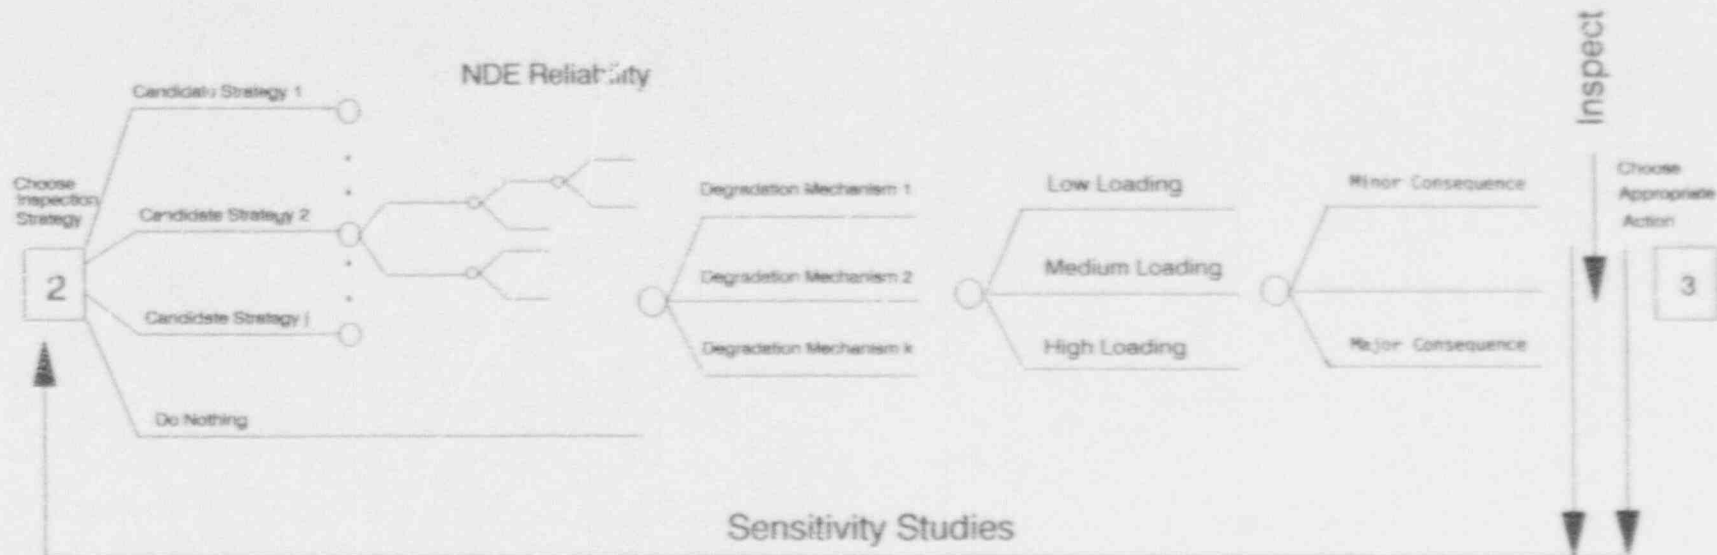 NDE Reliability
Inspect
Candidate Strategy 1
Choose
Inspection
Strategy
2
Candidate Strategy 2
Candidate Strategy j
Do Nothing
Degradation Mechanism 1
Degradation Mechanism 2
Degradation Mechanism k
Low Loading
Medium Loading
High Loading
Minor Consequence
Major Consequence
Choose
Appropriate
Action
3
Sensitivity Studies